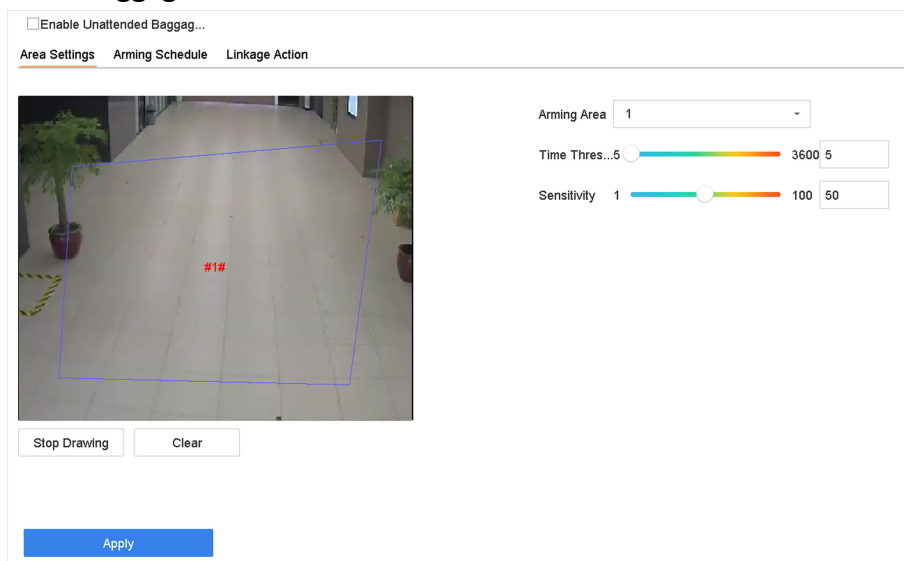 Enable Unattended Baggag...
Area Settings Arming Schedule Linkage Action
Arming Area 1
Time Thres... 5 3600 5
Sensitivity 1 100 50
#1#
Stop Drawing Clear
Apply